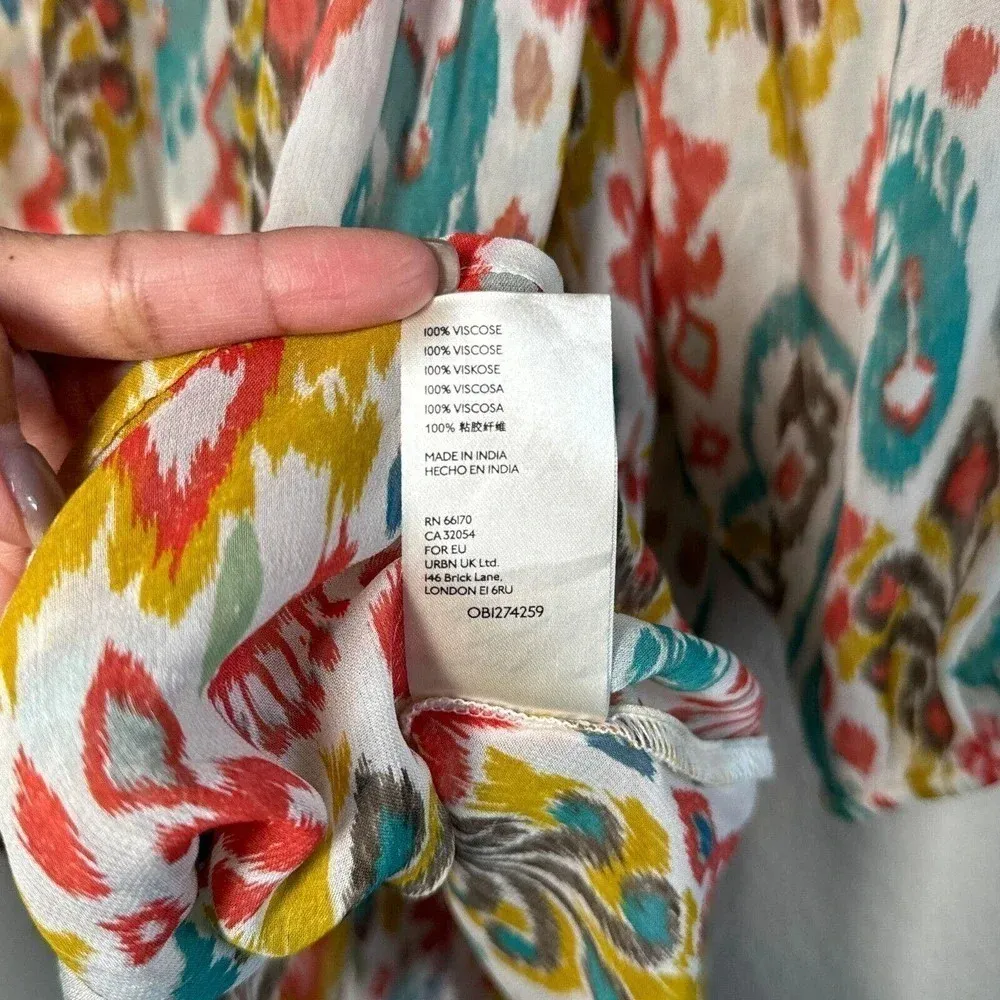 100% VISCOSE
100% VISCOSE
100% VISKOSE
100% VISCOSA
100% VISCOSA
100% 粘胶纤维
MADE IN INDIA
HECHO EN INDIA
RN 66170
CA 32054
FOR EU
URBN UK Ltd.
146 Brick Lane,
LONDON E1 6RU
OB1274259